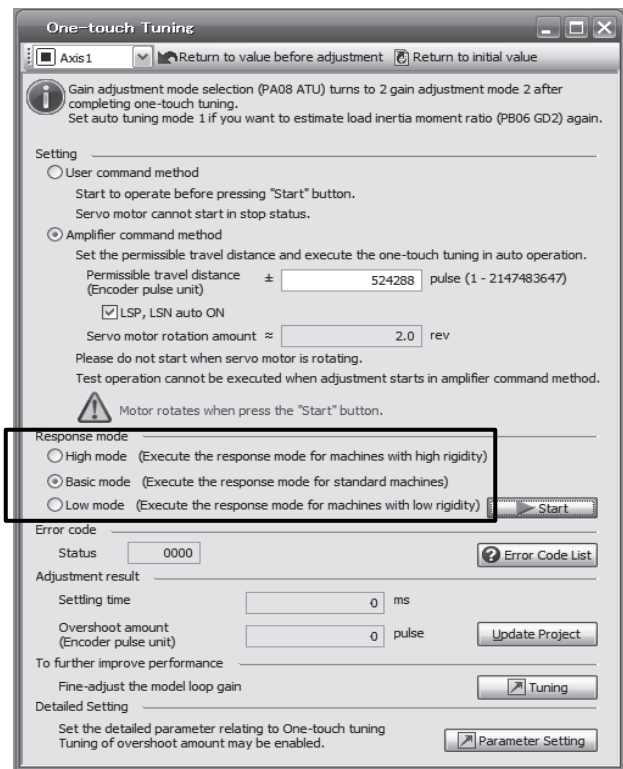 One-touch Tuning
Axis1 Return to value before adjustment Return to initial value
Gain adjustment mode selection (PA08 ATU) turns to 2 gain adjustment mode 2 after
completing one-touch tuning.
Set auto tuning mode 1 if you want to estimate load inertia moment ratio (PB06 GD2) again.
Setting
User command method
Start to operate before pressing "Start" button.
Servo motor cannot start in stop status.
Amplifier command method
Set the permissible travel distance and execute the one-touch tuning in auto operation.
Permissible travel distance ± 524288 pulse (1 - 2147483647)
(Encoder pulse unit)
LSP, LSN auto ON
Servo motor rotation amount ≈ 2.0 rev
Please do not start when servo motor is rotating.
Test operation cannot be executed when adjustment starts in amplifier command method.
Motor rotates when press the "Start" button.
Response mode
High mode (Execute the response mode for machines with high rigidity)
Basic mode (Execute the response mode for standard machines)
Low mode (Execute the response mode for machines with low rigidity) Start
Error code
Status 0000 Error Code List
Adjustment result
Settling time 0 ms
Overshoot amount 0 pulse Update Project
(Encoder pulse unit)
To further improve performance
Fine-adjust the model loop gain Tuning
Detailed Setting
Set the detailed parameter relating to One-touch tuning
Tuning of overshoot amount may be enabled. Parameter Setting